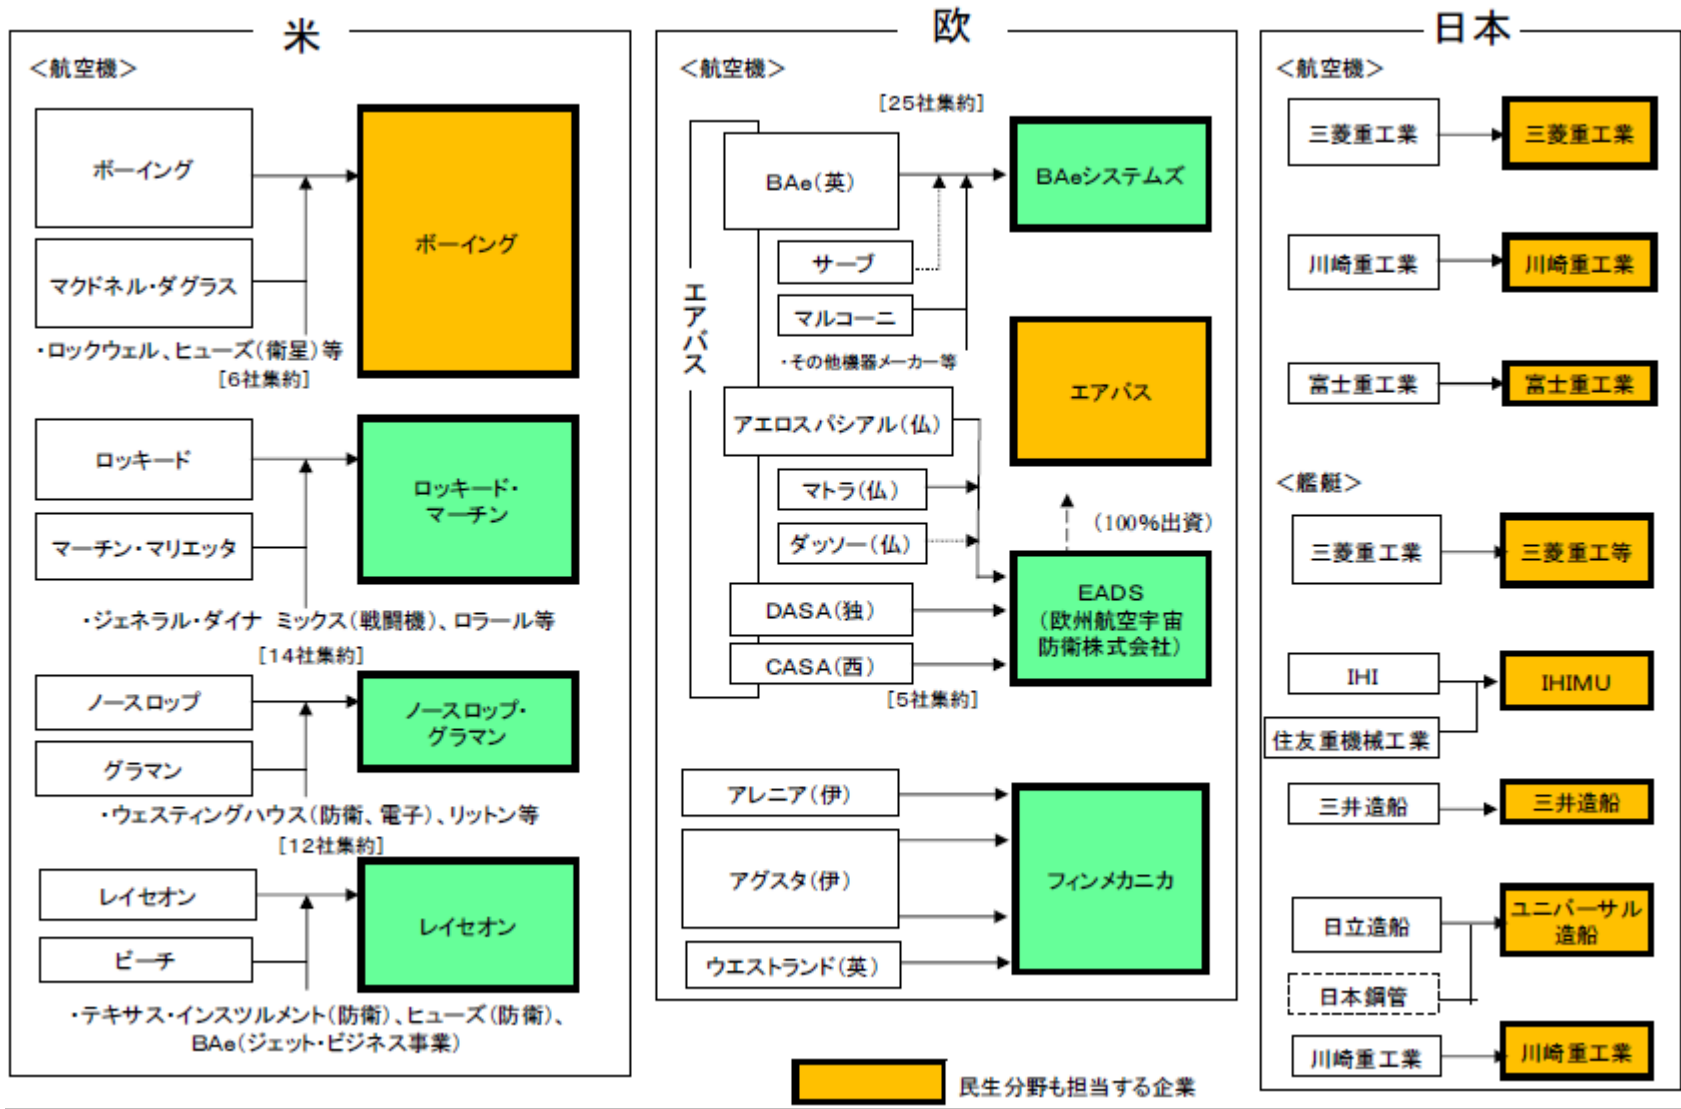 米
<航空機>
ボーイング
マクドネル・ダグラス
・ロックウェル、ヒューズ(衛星)等
[6社集約]
ボーイング
ロッキード
マーチン・マリエッタ
・ジェネラル・ダイナ ミックス(戦闘機)、ロラール等
[14社集約]
ロッキード・
マーチン
ノースロップ
グラマン
・ウェスティングハウス(防衛、電子)、リットン等
[12社集約]
ノースロップ・
グラマン
レイセオン
ビーチ
・テキサス・インスツルメント(防衛)、ヒューズ(防衛)、
BAe(ジェット・ビジネス事業)
レイセオン
欧
<航空機>
[25社集約]
エアバス
BAe(英)
サーブ
マルコーニ
・その他機器メーカー等
BAeシステムズ
エアバス
アエロスパシアル(仏)
マトラ(仏)
ダッソー(仏)
DASA(独)
CASA(西)
[5社集約]
(100%出資)
EADS
(欧州航空宇宙
防衛株式会社)
アレニア(伊)
アグスタ(伊)
ウエストランド(英)
フィンメカニカ
日本
<航空機>
三菱重工業
三菱重工業
川崎重工業
川崎重工業
富士重工業
富士重工業
<艦艇>
三菱重工業
三菱重工等
IHI
住友重機械工業
IHIMU
三井造船
三井造船
日立造船
日本鋼管
ユニバーサル
造船
川崎重工業
川崎重工業
民生分野も担当する企業